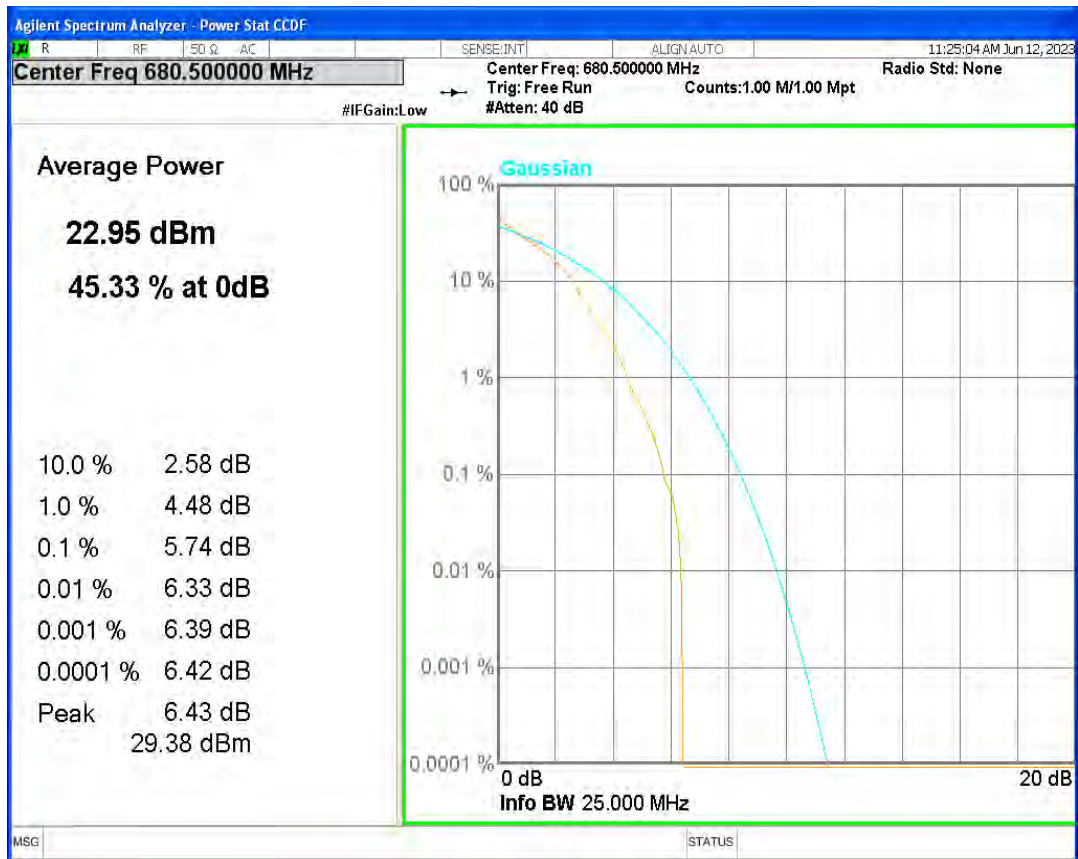 Agilent Spectrum Analyzer - Power Stat CCDF
LXI R RF 50 Ω AC SENSE:INT ALIGN AUTO 11:25:04 AM Jun 12, 2023
Center Freq 680.500000 MHz
Center Freq: 680.500000 MHz Radio Std: None
Trig: Free Run Counts:1.00 M/1.00 Mpt
#IFGain:Low #Atten: 40 dB
Average Power
22.95 dBm
45.33 % at 0dB
10.0 % 2.58 dB
1.0 % 4.48 dB
0.1 % 5.74 dB
0.01 % 6.33 dB
0.001 % 6.39 dB
0.0001 % 6.42 dB
Peak 6.43 dB
29.38 dBm
Gaussian
100 %
10 %
1 %
0.1 %
0.01 %
0.001 %
0.0001 %
0 dB 20 dB
Info BW 25.000 MHz
MSG STATUS